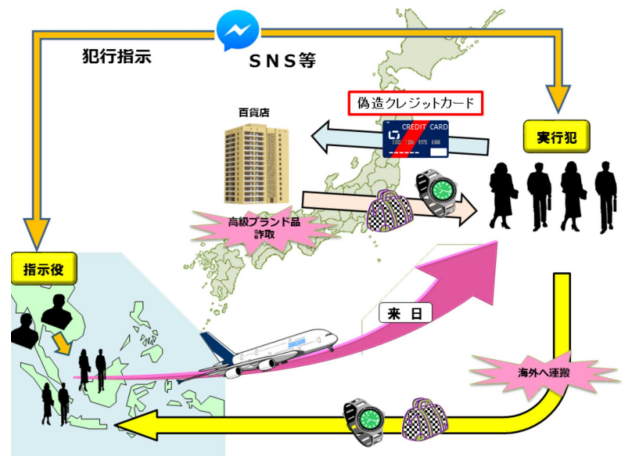 犯行指示
SNS等
百貨店
偽造クレジットカード
CREDIT CARD
実行犯
高級ブランド品
詐取
指示役
来日
海外へ運搬